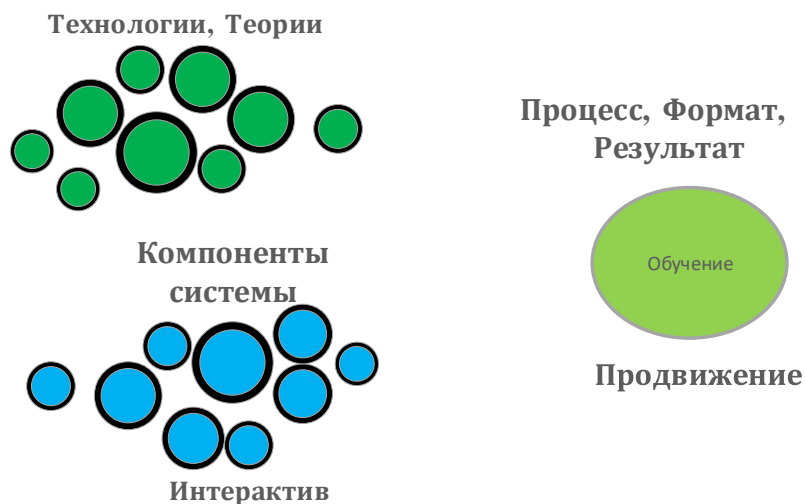 Технологии, Теории
Компоненты
системы
Интерактив
Процесс, Формат,
Результат
Обучение
Продвижение